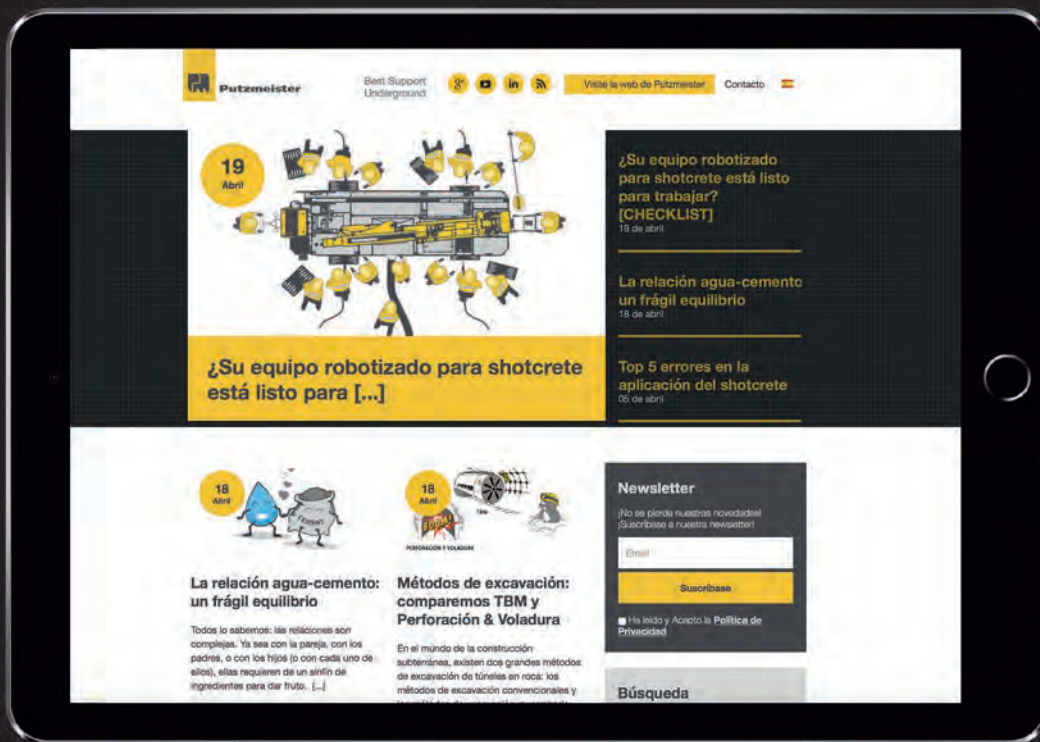 Putzmeister
Best Support
Underground
g+
in
Visite la web de Putzmeister
Contacto
19
Abril
¿Su equipo robotizado para shotcrete
está listo para [...]
¿Su equipo robotizado
para shotcrete está listo
para trabajar?
[CHECKLIST]
19 de abril
La relación agua-cemento
un frágil equilibrio
18 de abril
Top 5 errores en la
aplicación del shotcrete
05 de abril
18
Abril
CEMENT
La relación agua-cemento:
un frágil equilibrio
Todos lo sabemos: las relaciones son
complejas. Ya sea con la pareja, con los
padres, o con los hijos (o con cada uno de
ellos), ellas requieren de un sinfín de
ingredientes para dar fruto. [...]
18
Abril
TBM
PERFORACIÓN Y VOLADURA
Métodos de excavación:
comparemos TBM y
Perforación & Voladura
En el mundo de la construcción
subterránea, existen dos grandes métodos
de excavación de túneles en roca: los
métodos de excavación convencionales y
Newsletter
¡No se pierda nuestras novedades!
¡Suscríbase a nuestra newsletter!
Email
Suscríbase
He leído y Acepto la Política de
Privacidad
Búsqueda